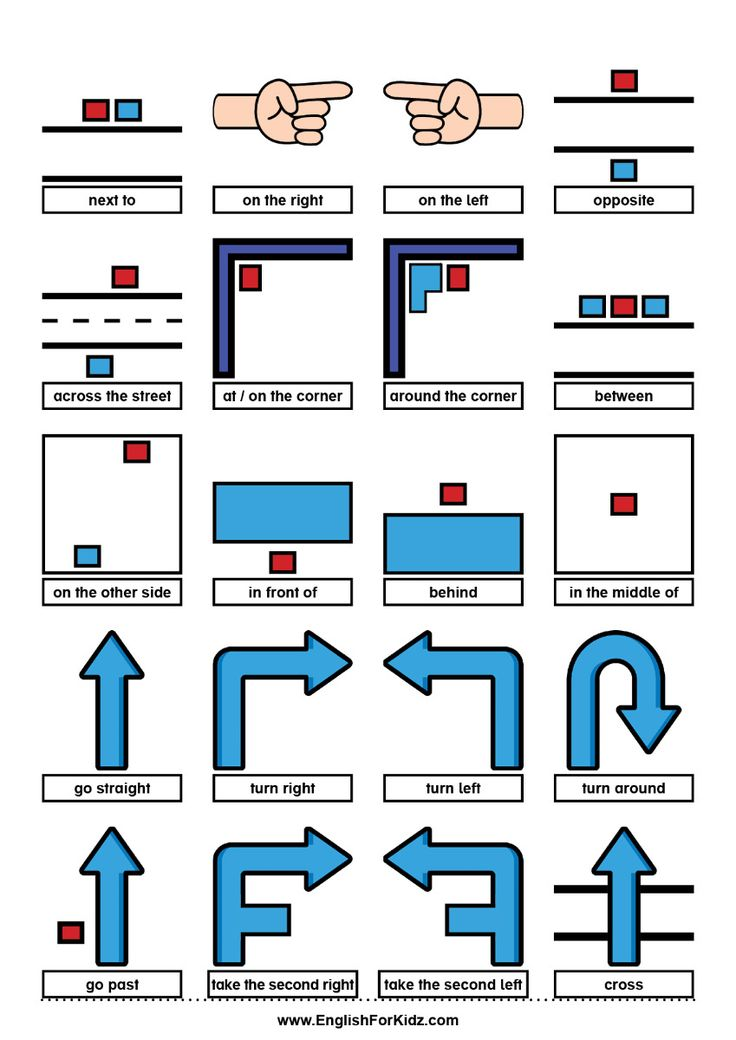 next to
on the right
on the left
opposite
across the street
at / on the corner
around the corner
between
on the other side
in front of
behind
in the middle of
go straight
turn right
turn left
turn around
go past
take the second right
take the second left
cross
www.EnglishForKidz.com